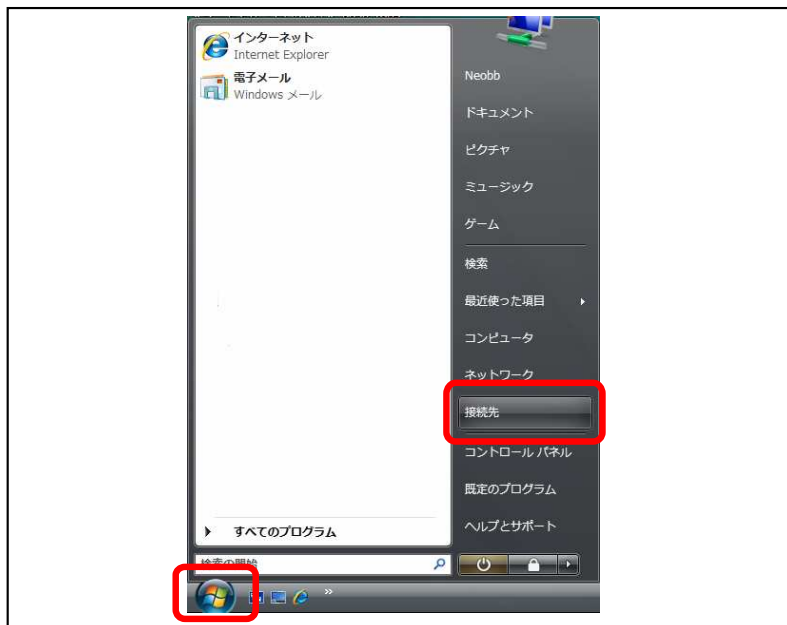 インターネット
Internet Explorer
電子メール
Windows メール
すべてのプログラム
検索の開始
Neobb
ドキュメント
ピクチャ
ミュージック
ゲーム
検索
最近使った項目
コンピュータ
ネットワーク
接続先
コントロール パネル
既定のプログラム
ヘルプとサポート
»